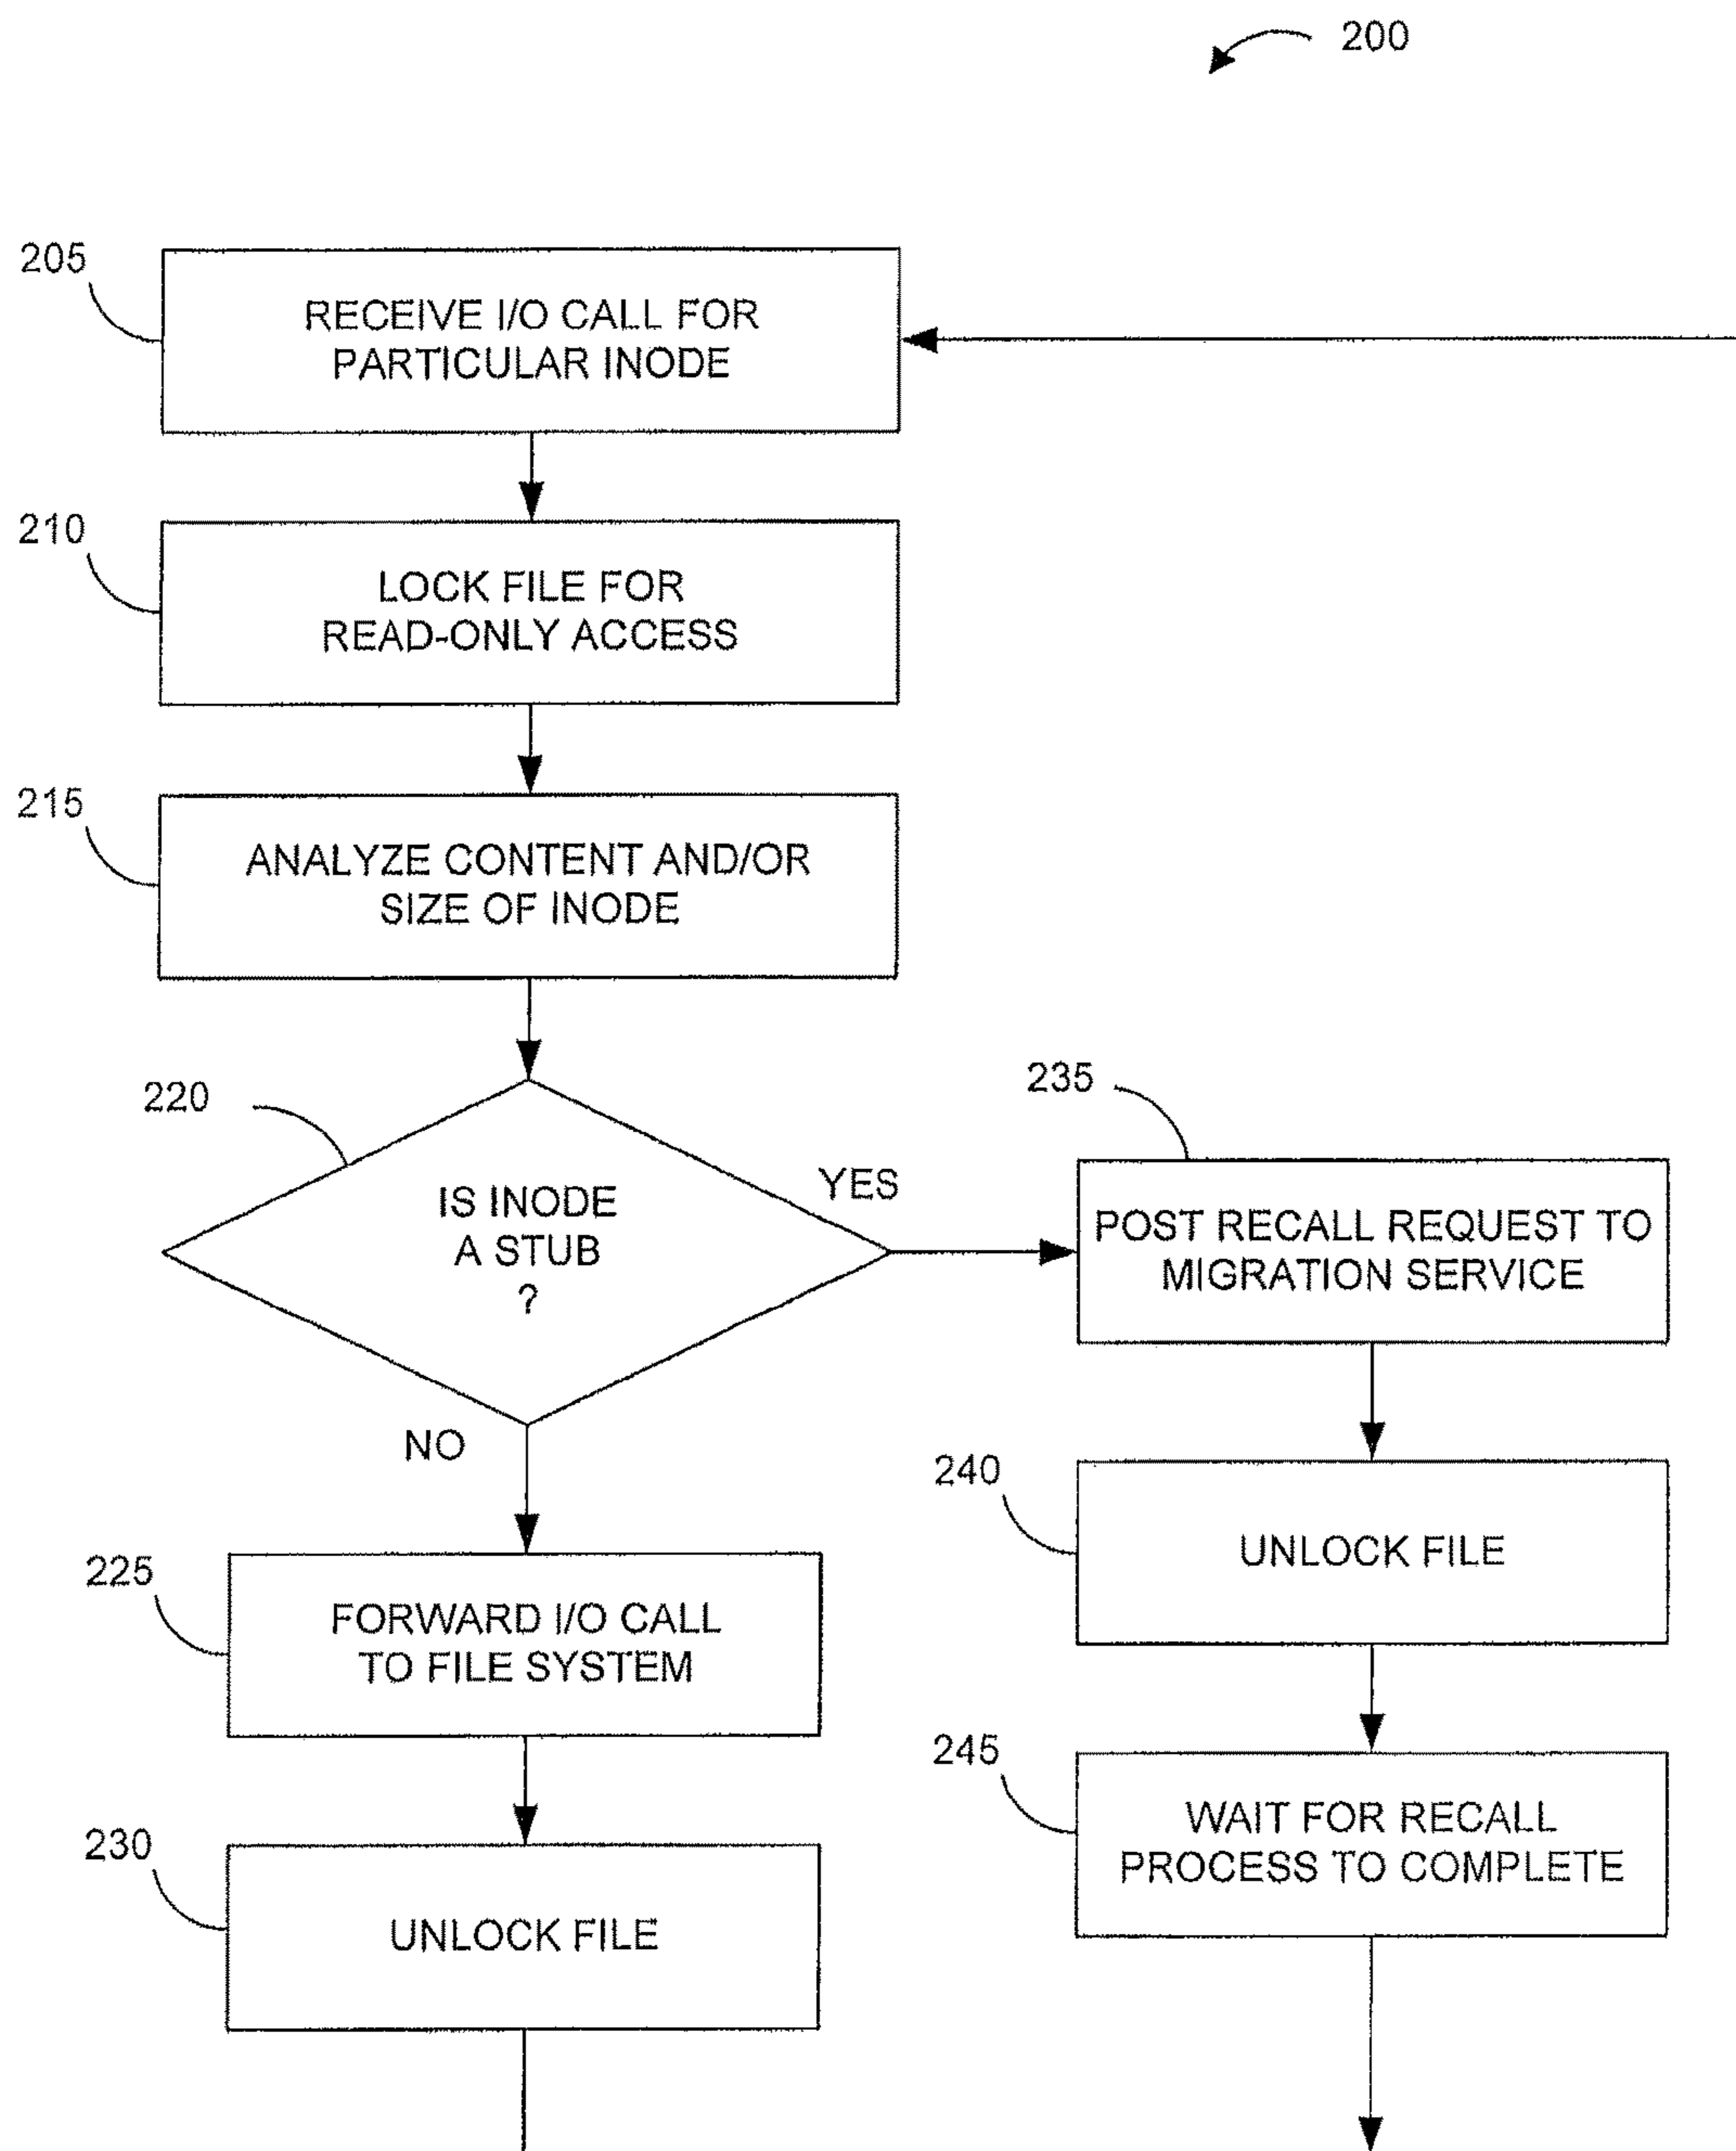 200
205
RECEIVE I/O CALL FOR
PARTICULAR INODE
210
LOCK FILE FOR
READ-ONLY ACCESS
215
ANALYZE CONTENT AND/OR
SIZE OF INODE
220
IS INODE
A STUB
?
YES
NO
235
POST RECALL REQUEST TO
MIGRATION SERVICE
225
FORWARD I/O CALL
TO FILE SYSTEM
240
UNLOCK FILE
230
UNLOCK FILE
245
WAIT FOR RECALL
PROCESS TO COMPLETE